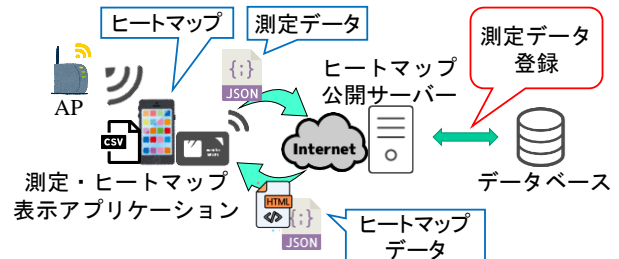 ヒートマップ
測定データ
測定データ
登録
{;}
JSON
ヒートマップ
公開サーバー
AP
CSV
Internet
測定・ヒートマップ
表示アプリケーション
データベース
HTML
</>
{;}
JSON
ヒートマップ
データ